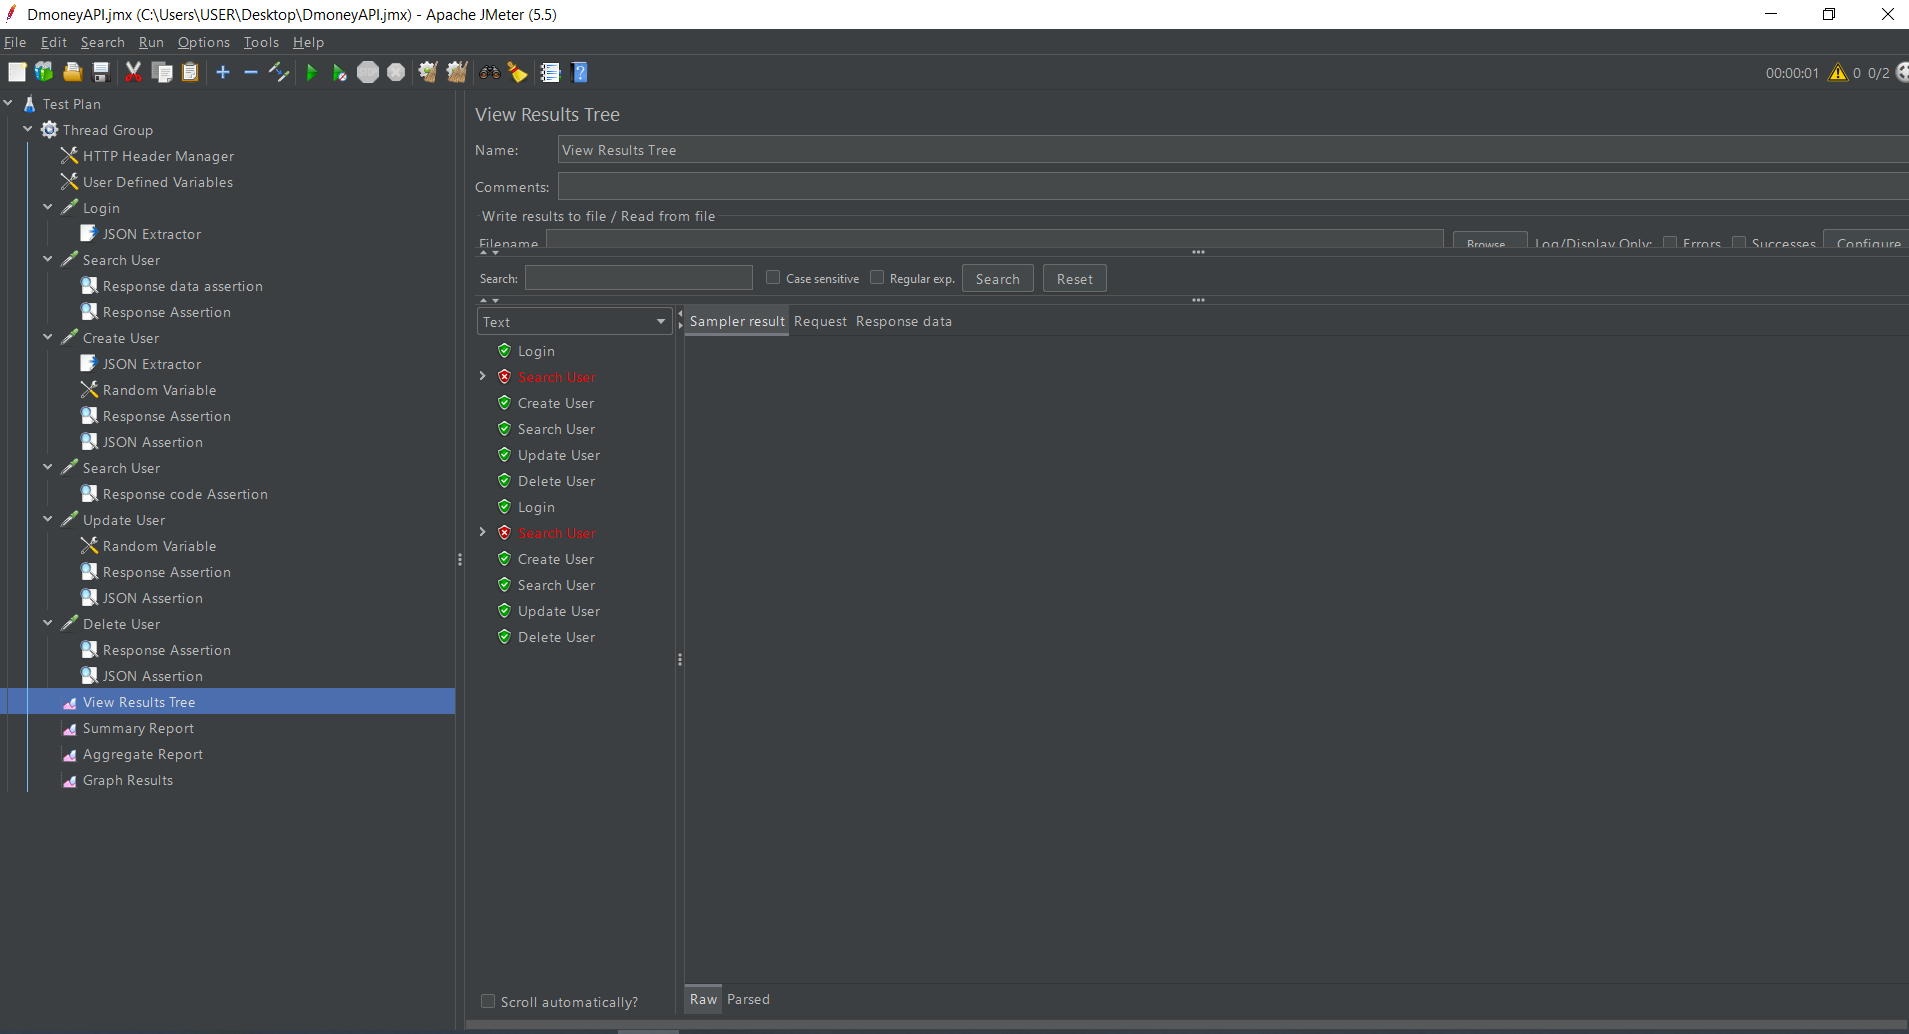 DmoneyAPI.jmx (C:\Users\USER\Desktop\DmoneyAPI.jmx) - Apache JMeter (5.5)
File Edit Search Run Options Tools Help
00:00:01 0 0/2
Test Plan
Thread Group
HTTP Header Manager
User Defined Variables
Login
JSON Extractor
Search User
Response data assertion
Response Assertion
Create User
JSON Extractor
Random Variable
Response Assertion
JSON Assertion
Search User
Response code Assertion
Update User
Random Variable
Response Assertion
JSON Assertion
Delete User
Response Assertion
JSON Assertion
View Results Tree
Summary Report
Aggregate Report
Graph Results
View Results Tree
Name: View Results Tree
Comments:
Write results to file / Read from file
Filename Browse... Log/Display Only: Errors Successes Configure
Search: Case sensitive Regular exp. Search Reset
Text
Sampler result Request Response data
Login
Search User
Create User
Search User
Update User
Delete User
Login
Search User
Create User
Search User
Update User
Delete User
Scroll automatically?
Raw Parsed